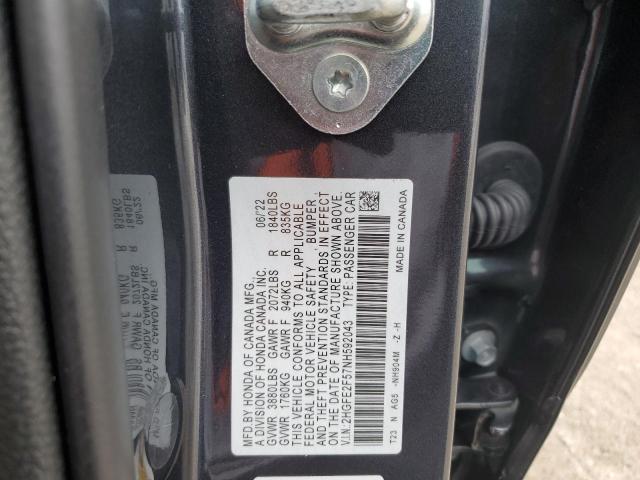 MFD. BY HONDA OF CANADA MFG.,
A DIVISION OF HONDA CANADA INC. 06/22
GVWR 3880LBS GAWR F 2072LBS R 1840LBS
GVWR 1760KG GAWR F 940KG R 835KG
THIS VEHICLE CONFORMS TO ALL APPLICABLE
FEDERAL MOTOR VEHICLE SAFETY, BUMPER,
AND THEFT PREVENTION STANDARDS IN EFFECT
ON THE DATE OF MANUFACTURE SHOWN ABOVE.
V.I.N. 2HGFE2F57NH592043 TYPE: PASSENGER CAR
T23 N AG5 -NH904M -Z -H
MADE IN CANADA